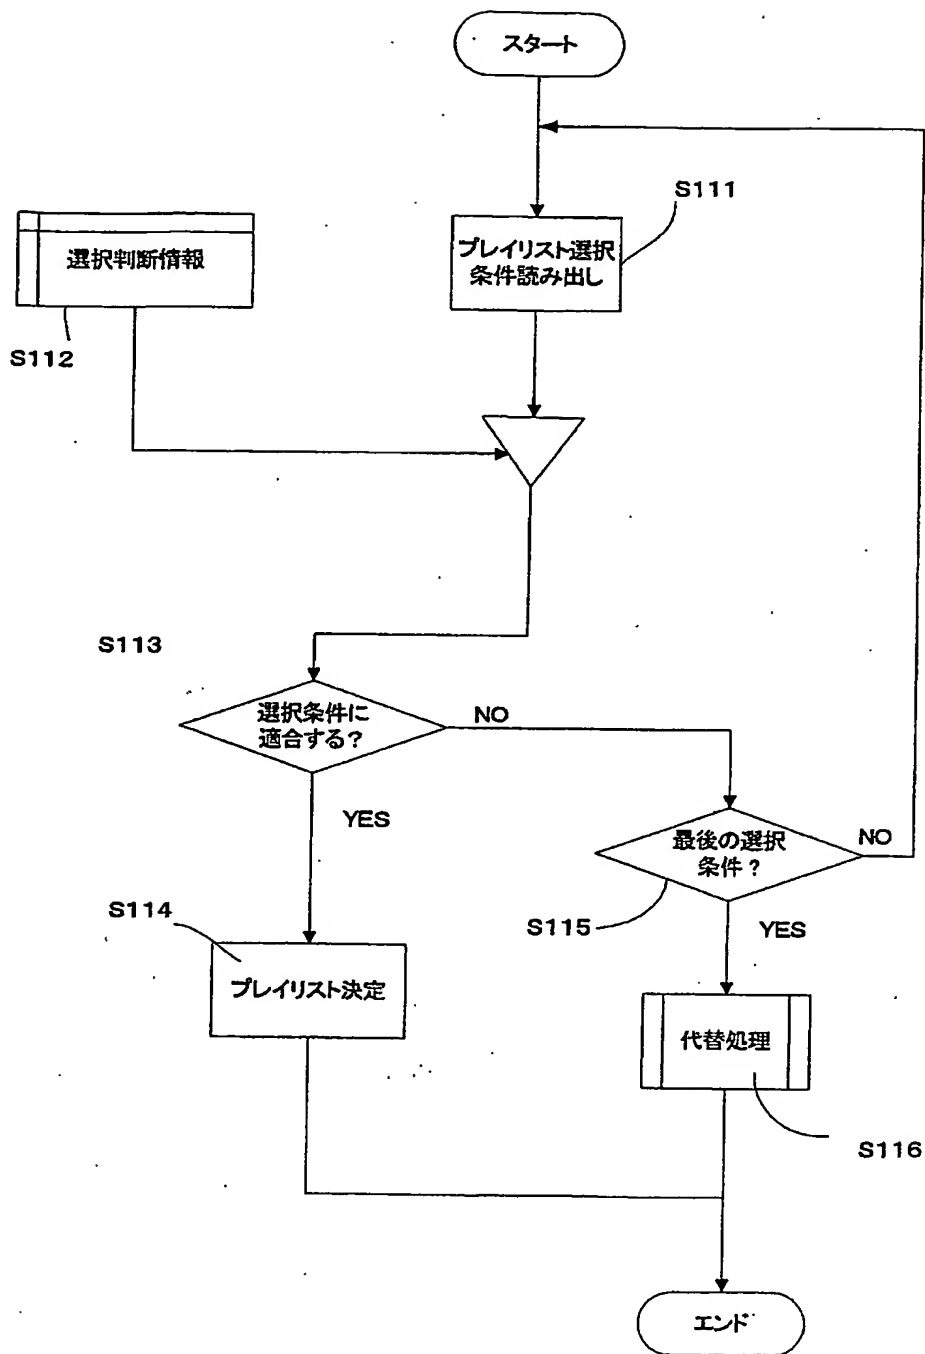 スタート
S111
プレイリスト選択
条件読み出し
選択判断情報
S112
S113
選択条件に
適合する?
NO
YES
最後の選択
条件?
NO
S115
YES
S114
プレイリスト決定
代替処理
S116
エンド